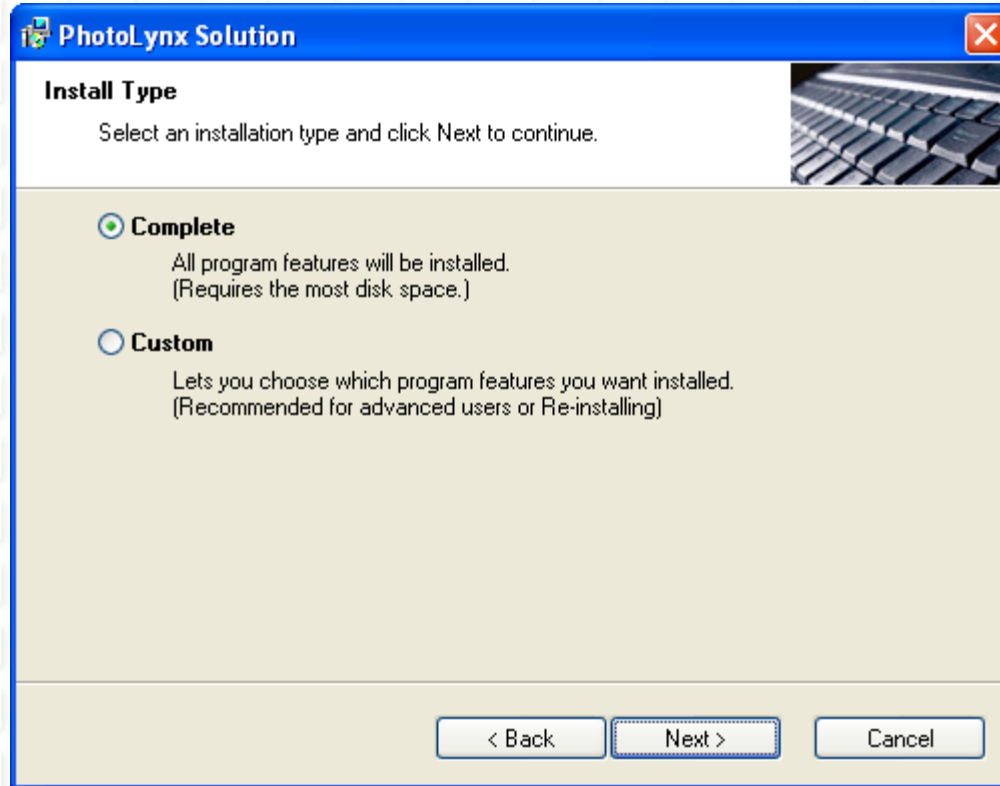 PhotoLynx Solution
Install Type
Select an installation type and click Next to continue.
Complete
All program features will be installed.
(Requires the most disk space.)
Custom
Lets you choose which program features you want installed.
(Recommended for advanced users or Re-installing)
< Back Next > Cancel